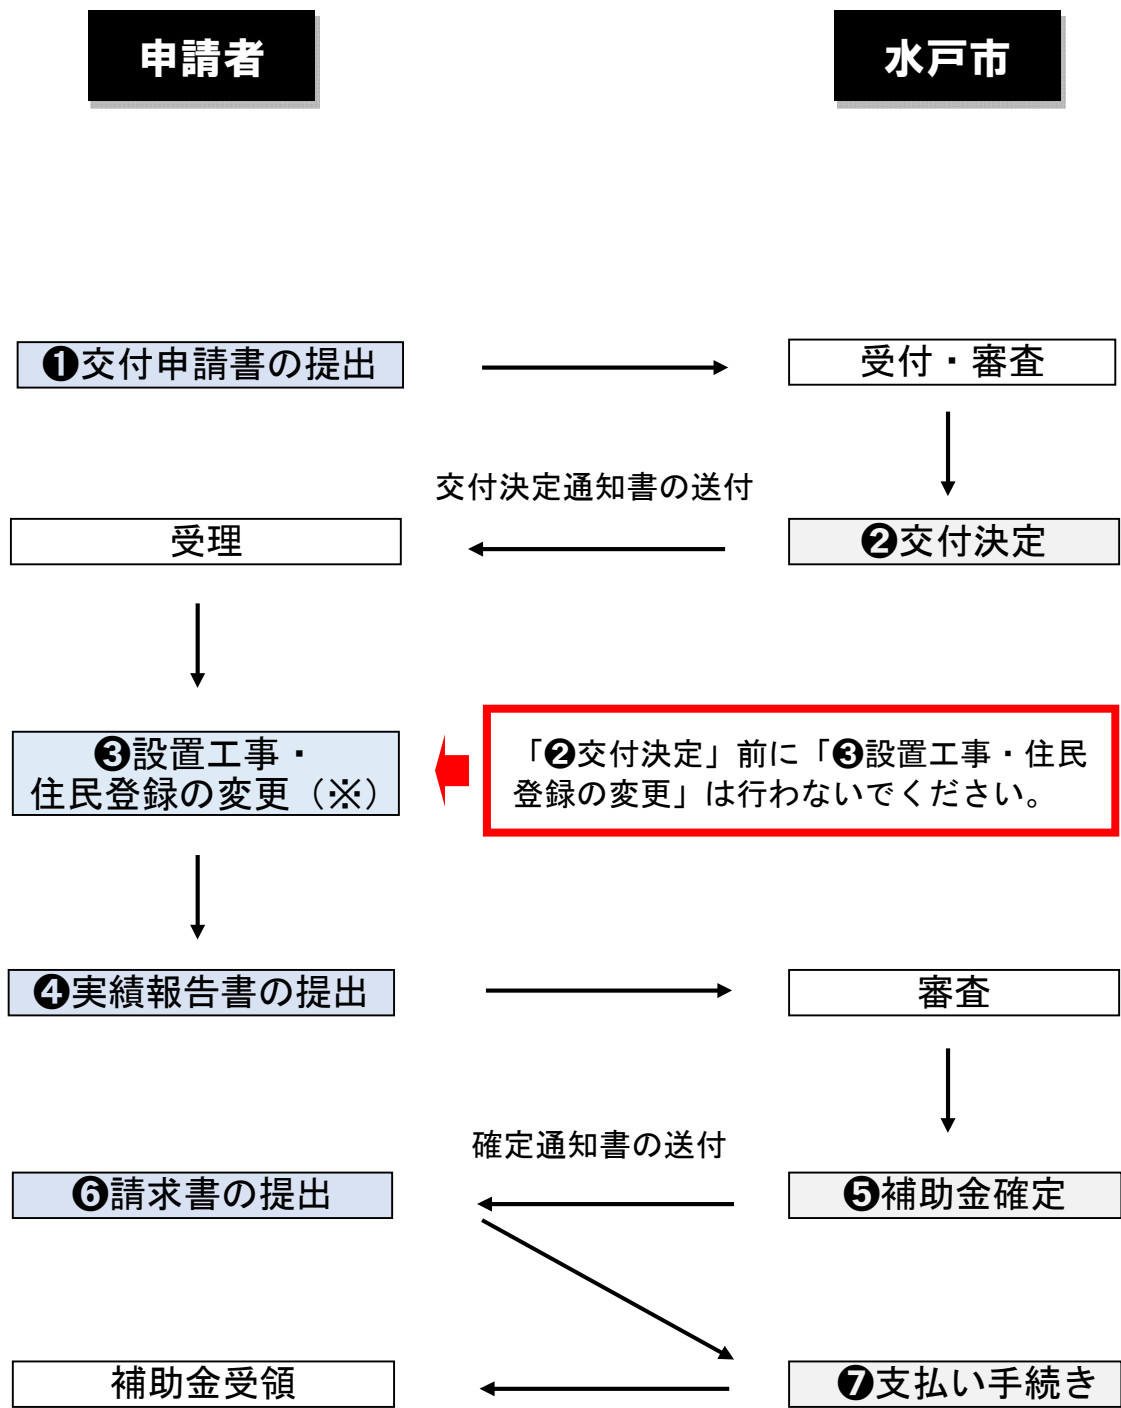 申請者
水戸市
❶交付申請書の提出
受付・審査
交付決定通知書の送付
受理
❷交付決定
❸設置工事・
住民登録の変更（※）
「❷交付決定」前に「❸設置工事・住民
登録の変更」は行わないでください。
❹実績報告書の提出
審査
確定通知書の送付
❻請求書の提出
❺補助金確定
補助金受領
❼支払い手続き